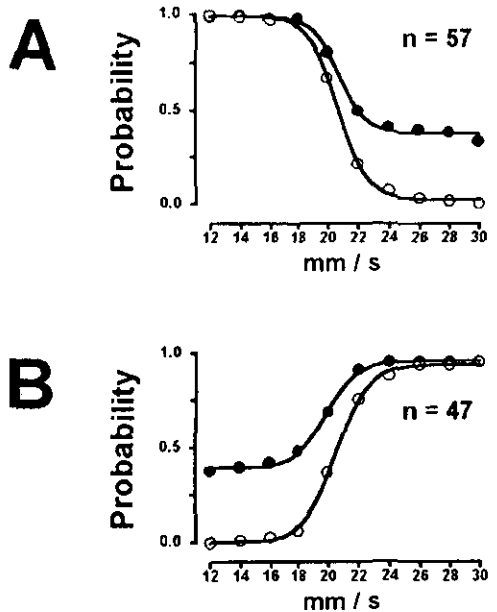 A
Probability
1.0
0.5
0.0
n = 57
12 14 16 18 20 22 24 26 28 30
mm / s
B
Probability
1.0
0.5
0.0
n = 47
12 14 16 18 20 22 24 26 28 30
mm / s